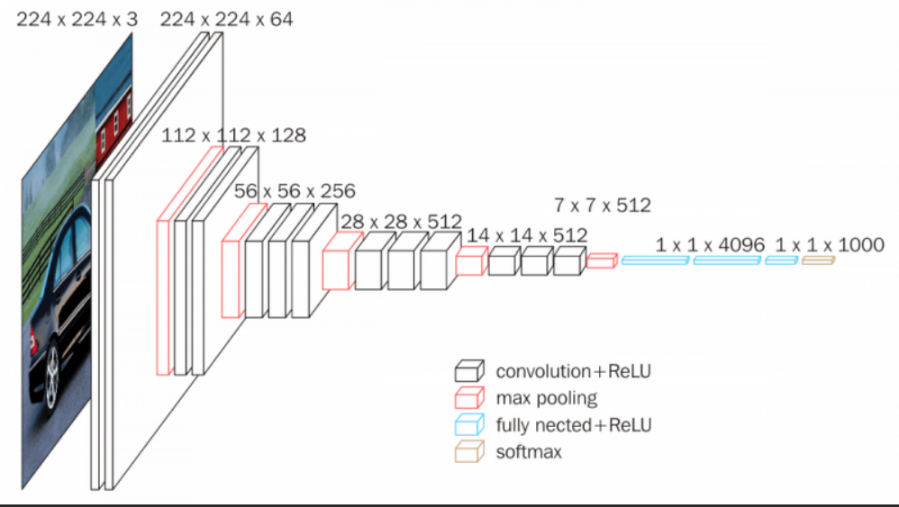 224 x 224 x 3
224 x 224 x 64
112 x 112 x 128
56 x 56 x 256
28 x 28 x 512
14 x 14 x 512
7 x 7 x 512
1 x 1 x 4096
1 x 1 x 1000
convolution+ReLU
max pooling
fully nected+ReLU
softmax